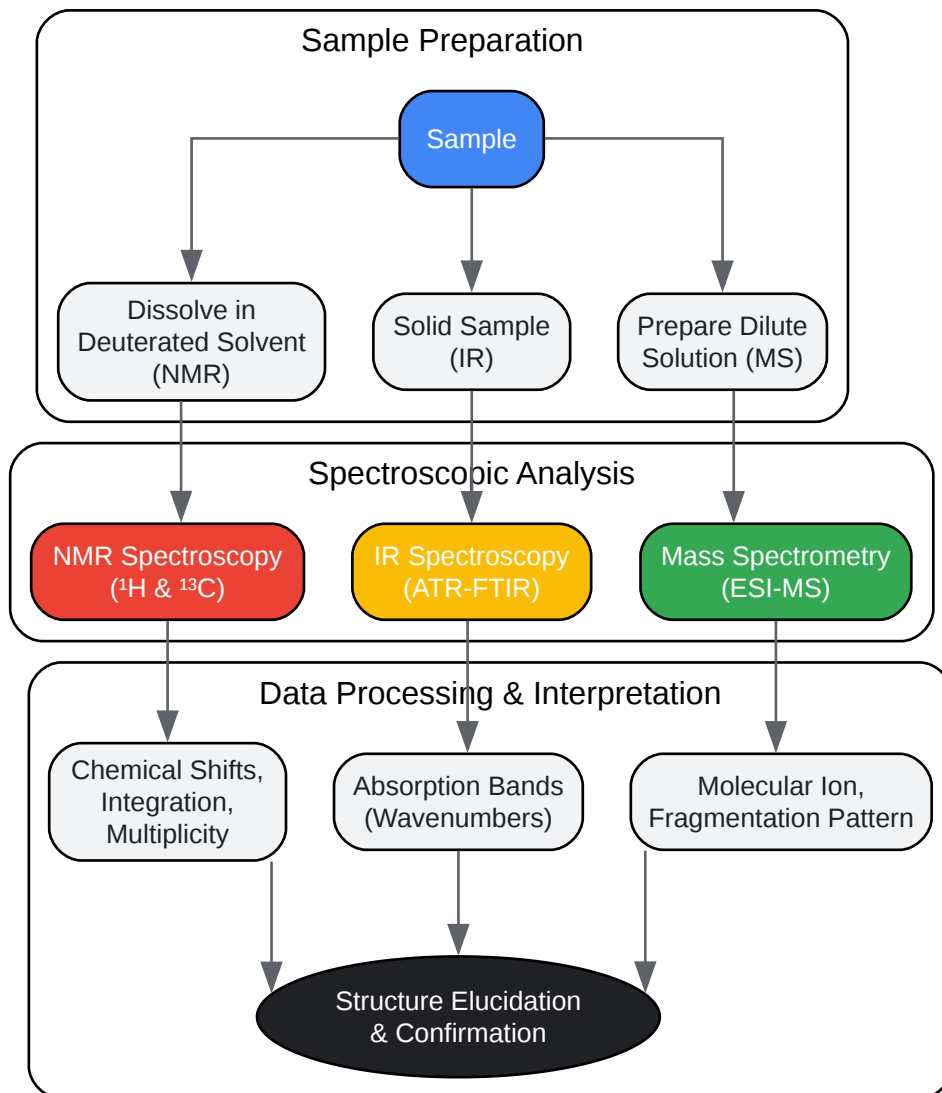 Sample Preparation
Sample
Dissolve in
Deuterated Solvent
(NMR)
Solid Sample
(IR)
Prepare Dilute
Solution (MS)
Spectroscopic Analysis
NMR Spectroscopy
(¹H & ¹³C)
IR Spectroscopy
(ATR-FTIR)
Mass Spectrometry
(ESI-MS)
Data Processing & Interpretation
Chemical Shifts,
Integration,
Multiplicity
Absorption Bands
(Wavenumbers)
Molecular Ion,
Fragmentation Pattern
Structure Elucidation
& Confirmation